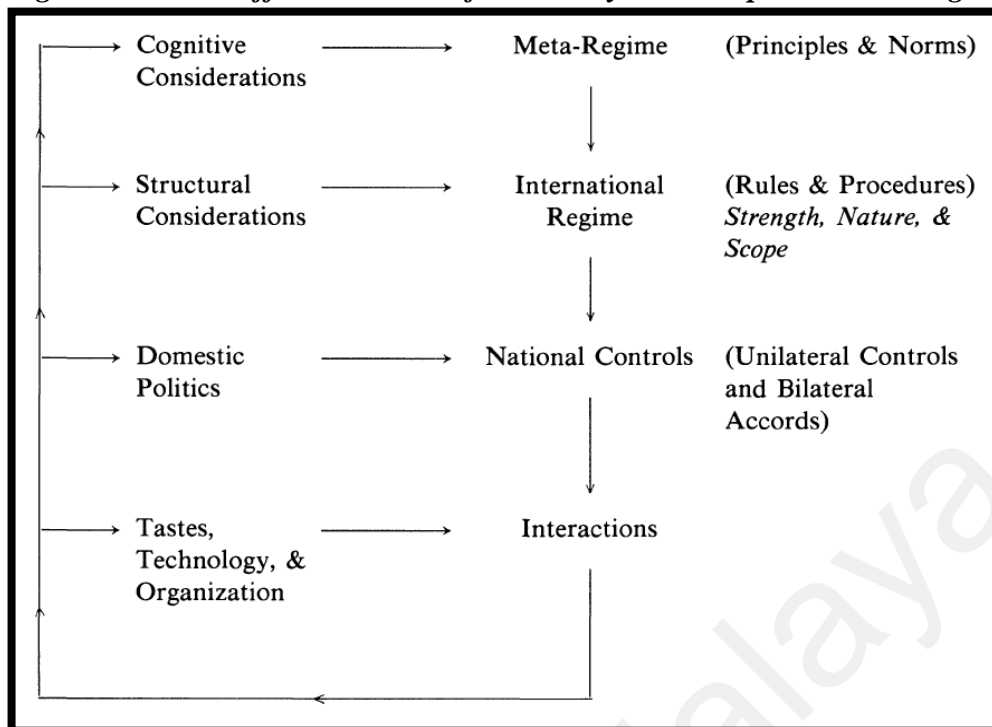 Cognitive Considerations Meta-Regime (Principles & Norms)
Structural Considerations International Regime (Rules & Procedures)
Strength, Nature, & Scope
Domestic Politics National Controls (Unilateral Controls and Bilateral Accords)
Tastes, Technology, & Organization Interactions
alaya